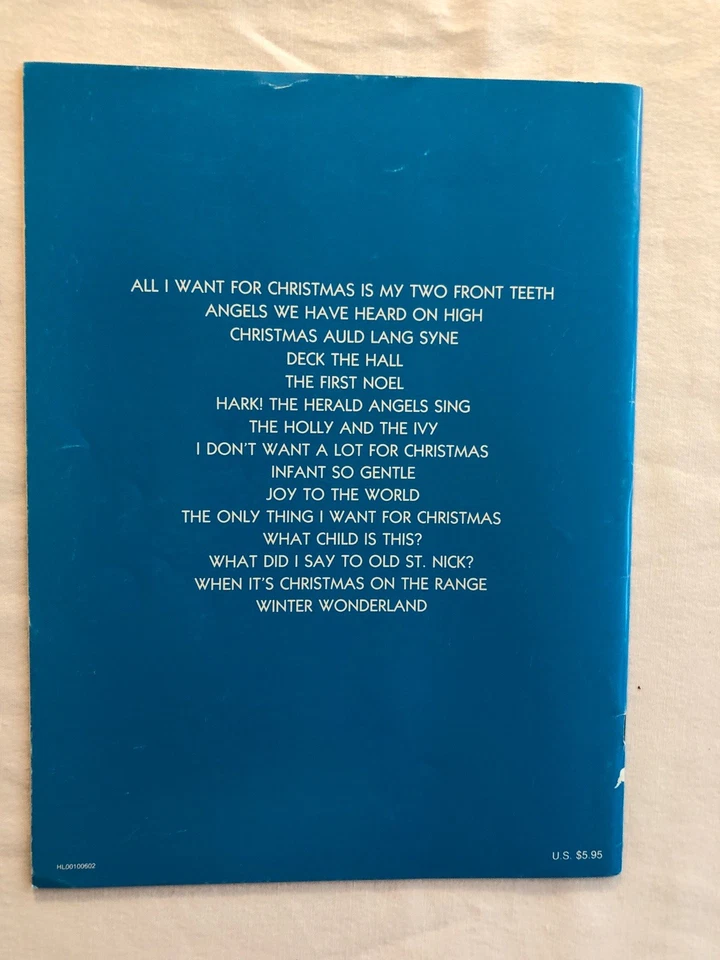 ALL I WANT FOR CHRISTMAS IS MY TWO FRONT TEETH
ANGELS WE HAVE HEARD ON HIGH
CHRISTMAS AULD LANG SYNE
DECK THE HALL
THE FIRST NOEL
HARK! THE HERALD ANGELS SING
THE HOLLY AND THE IVY
I DON'T WANT A LOT FOR CHRISTMAS
INFANT SO GENTLE
JOY TO THE WORLD
THE ONLY THING I WANT FOR CHRISTMAS
WHAT CHILD IS THIS?
WHAT DID I SAY TO OLD ST. NICK?
WHEN IT'S CHRISTMAS ON THE RANGE
WINTER WONDERLAND
HL00100602
U.S. $5.95